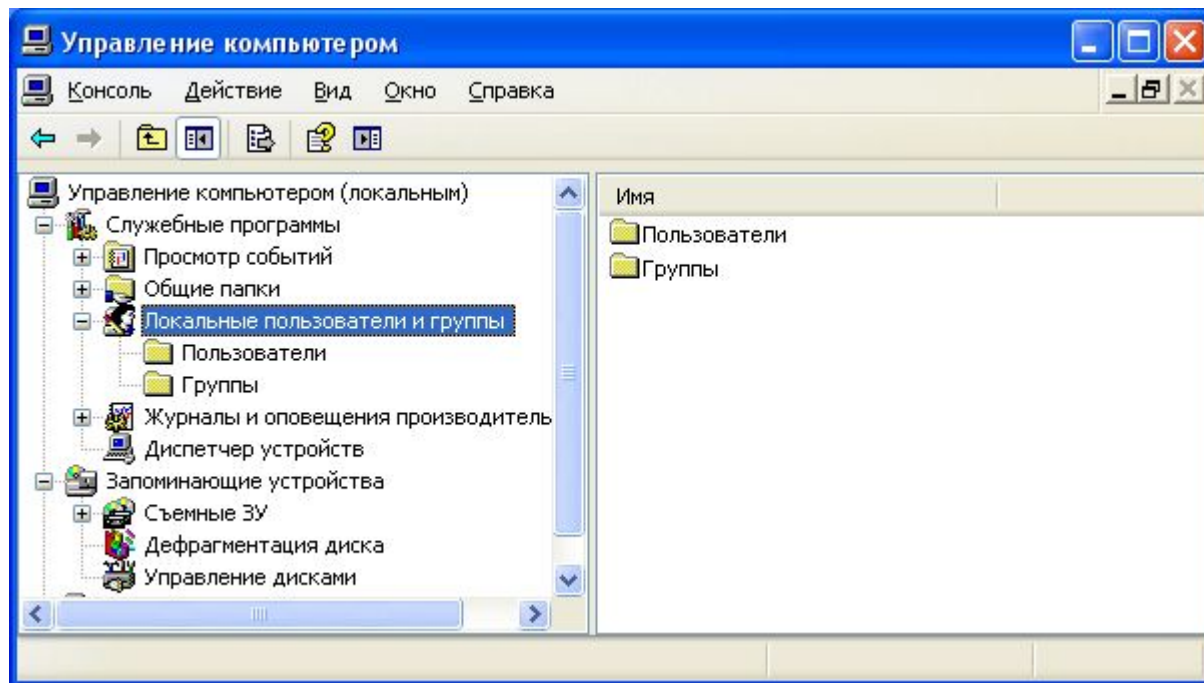 Управление компьютером
Консоль Действие Вид Окно Справка
Управление компьютером (локальным)
Служебные программы
Просмотр событий
Общие папки
Локальные пользователи и группы
Пользователи
Группы
Журналы и оповещения производитель
Диспетчер устройств
Запоминающие устройства
Съемные ЗУ
Дефрагментация диска
Управление дисками
Имя
Пользователи
Группы